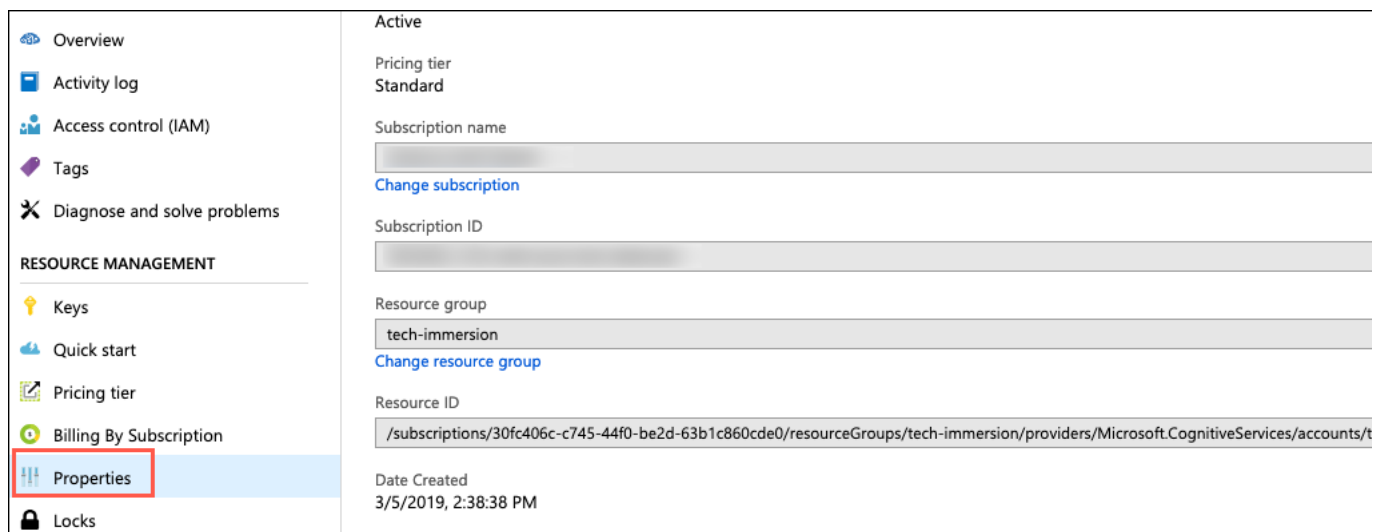 Overview
Activity log
Access control (IAM)
Tags
Diagnose and solve problems
RESOURCE MANAGEMENT
Keys
Quick start
Pricing tier
Billing By Subscription
Properties
Locks
Active
Pricing tier
Standard
Subscription name
Change subscription
Subscription ID
Resource group
tech-immersion
Change resource group
Resource ID
/subscriptions/30fc406c-c745-44f0-be2d-63b1c860cde0/resourceGroups/tech-immersion/providers/Microsoft.CognitiveServices/accounts/t
Date Created
3/5/2019, 2:38:38 PM